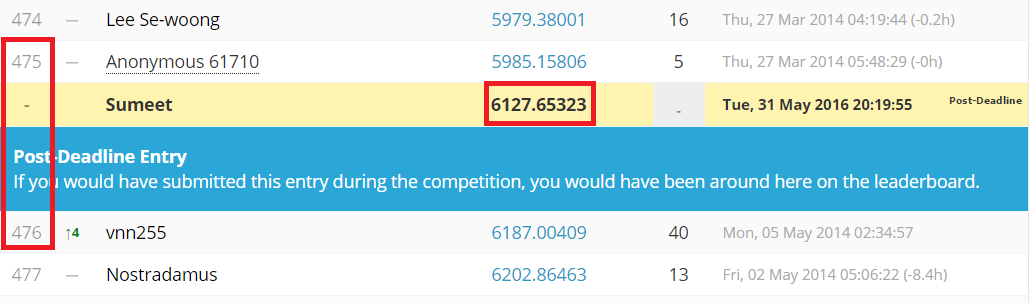 474 — Lee Se-woong 5979.38001 16 Thu, 27 Mar 2014 04:19:44 (-0.2h)
475 — Anonymous 61710 5985.15806 5 Thu, 27 Mar 2014 05:48:29 (-0h)
- Sumeet 6127.65323 - Tue, 31 May 2016 20:19:55 Post-Deadline
Post-Deadline Entry
If you would have submitted this entry during the competition, you would have been around here on the leaderboard.
476 ↑4 vnn255 6187.00409 40 Mon, 05 May 2014 02:34:57
477 — Nostradamus 6202.86463 13 Fri, 02 May 2014 05:06:22 (-8.4h)